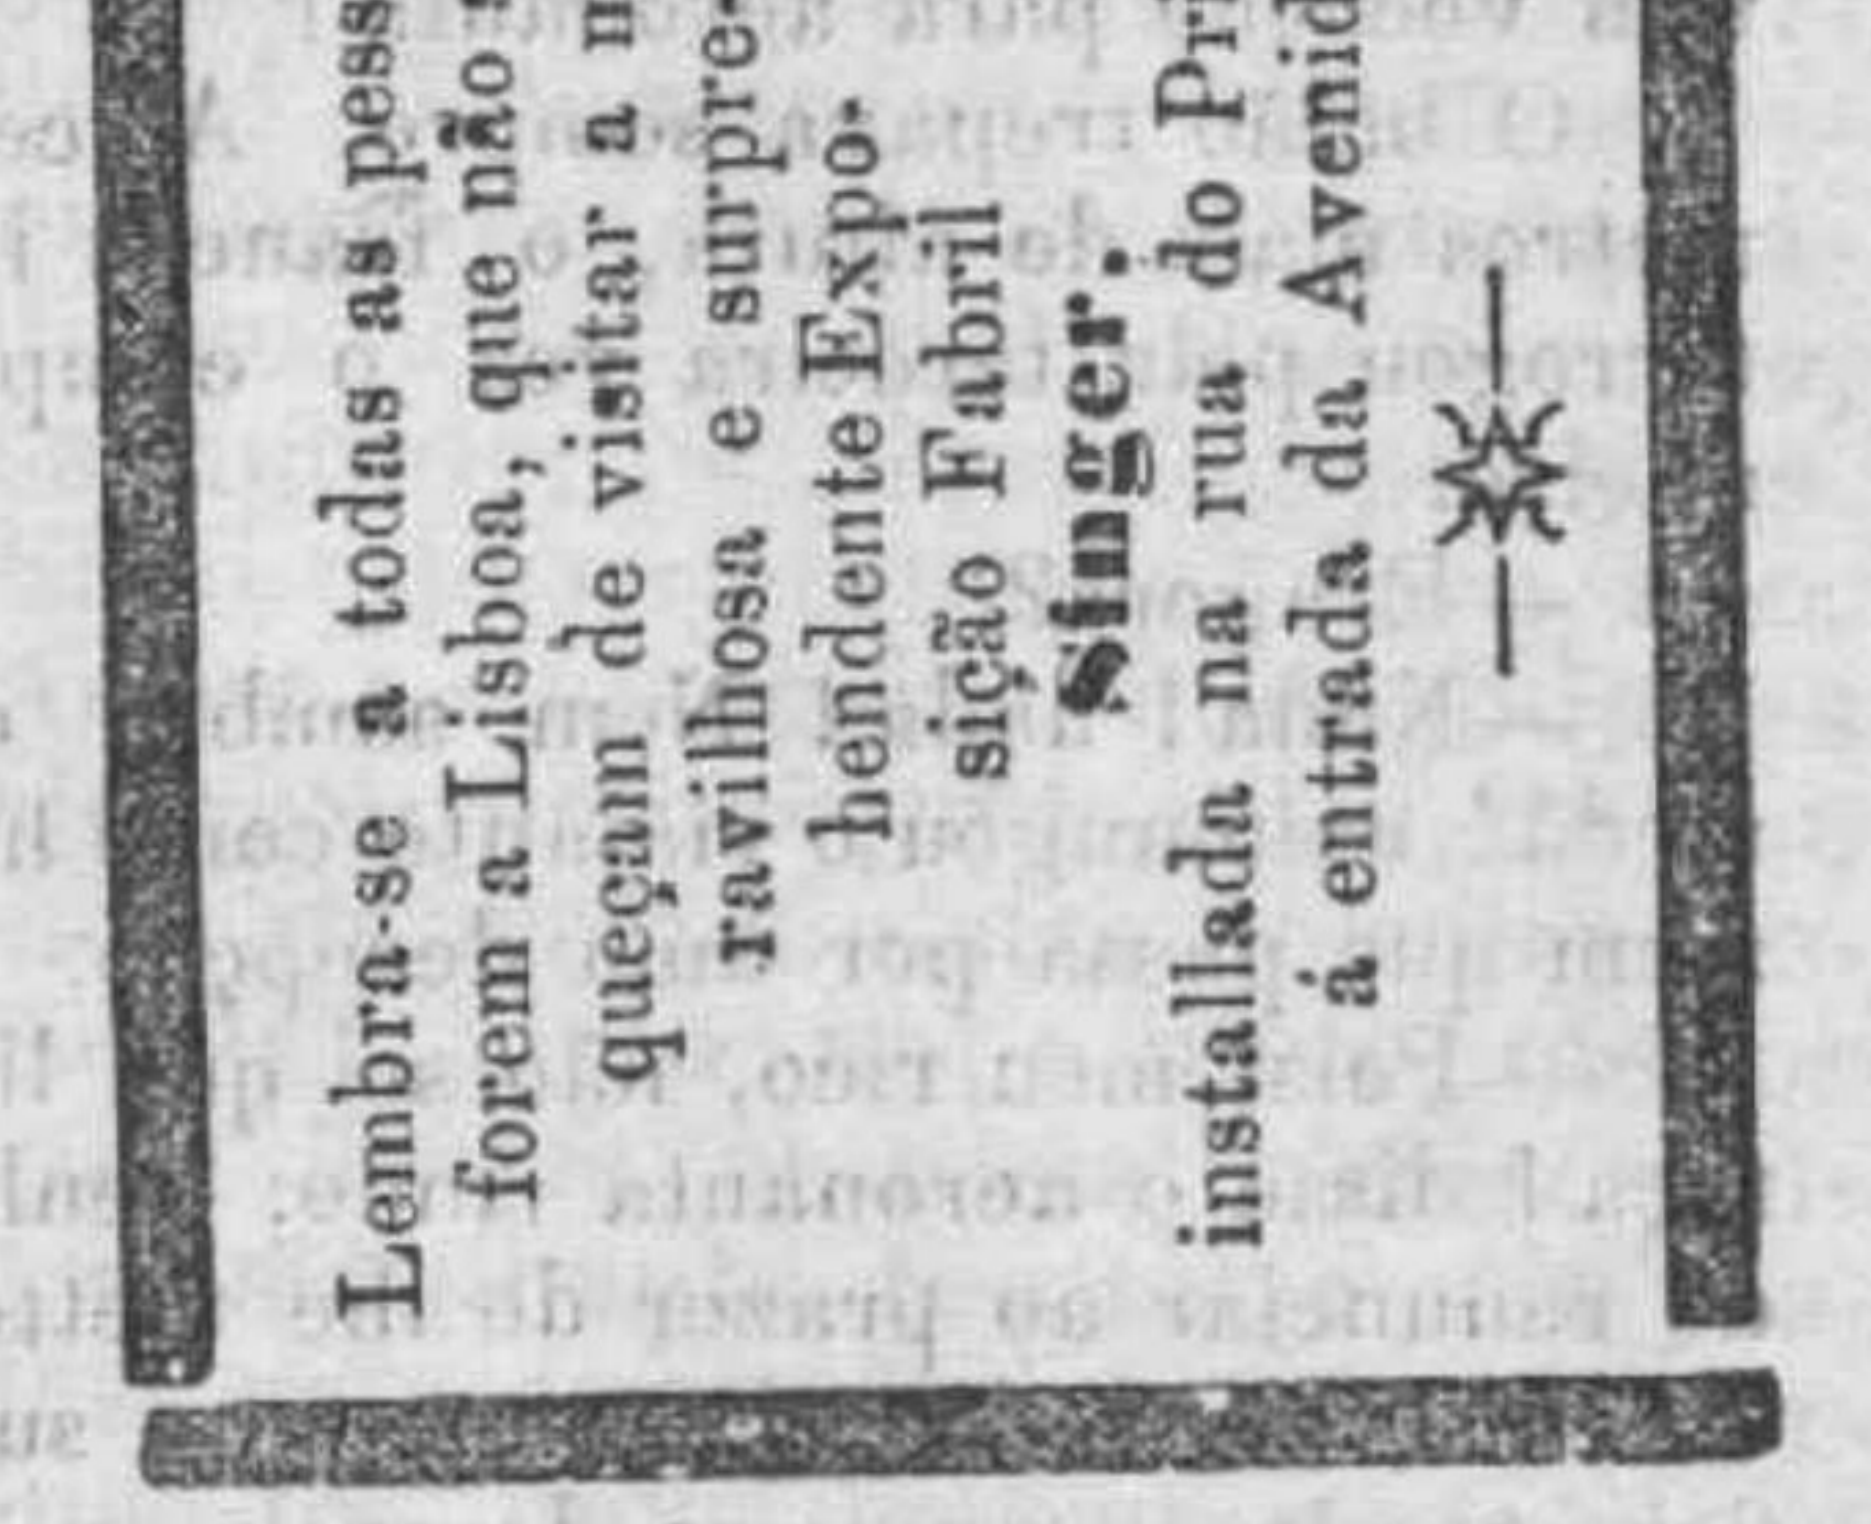 Lembra-se a todas as pess
forem a Lisboa, que não s
queçam de visitar a m
ravilhosa e surpre-
hendente Expo-
sição Fabril
Singer.
installada na rua do Pri
á entrada da Avenid